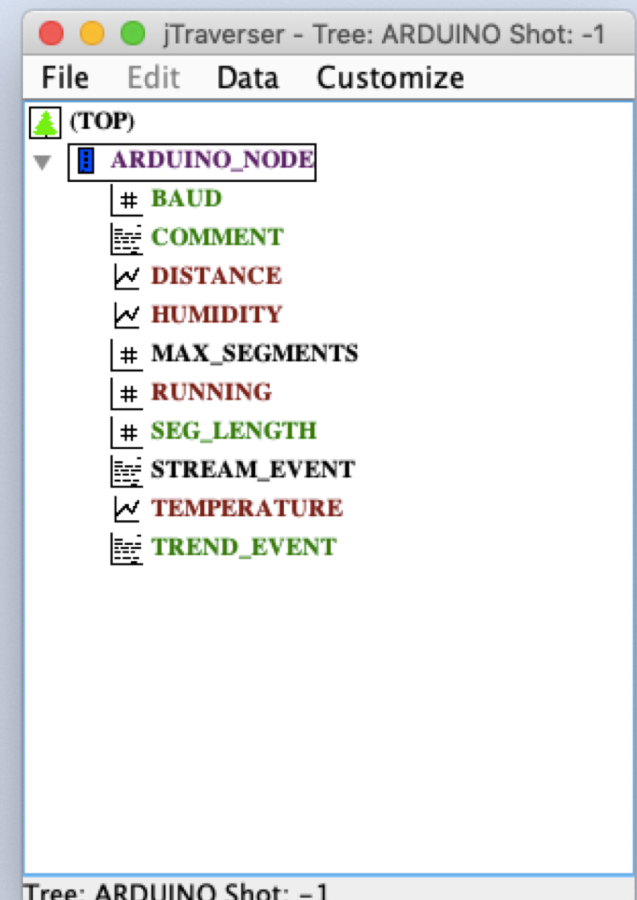 jTraverser - Tree: ARDUINO Shot: -1
File Edit Data Customize
(TOP)
ARDUINO_NODE
BAUD
COMMENT
DISTANCE
HUMIDITY
MAX_SEGMENTS
RUNNING
SEG_LENGTH
STREAM_EVENT
TEMPERATURE
TREND_EVENT
Tree: ARDUINO Shot: -1